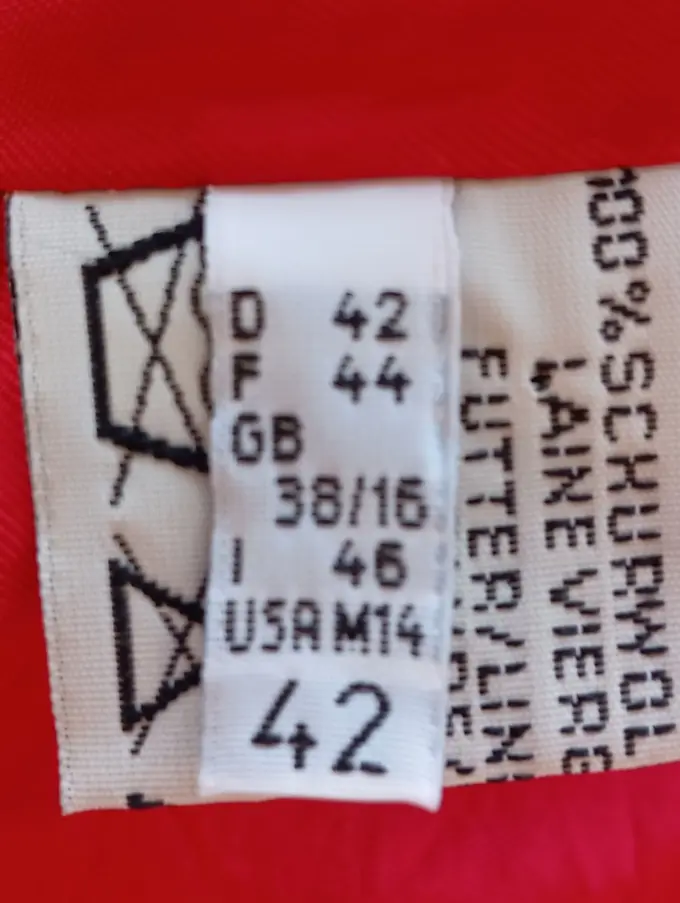 D 42
F 44
GB
38/16
I 46
USA M14
42
100% SCHURWOL
LAINE VIERG
FUTTER/LIN